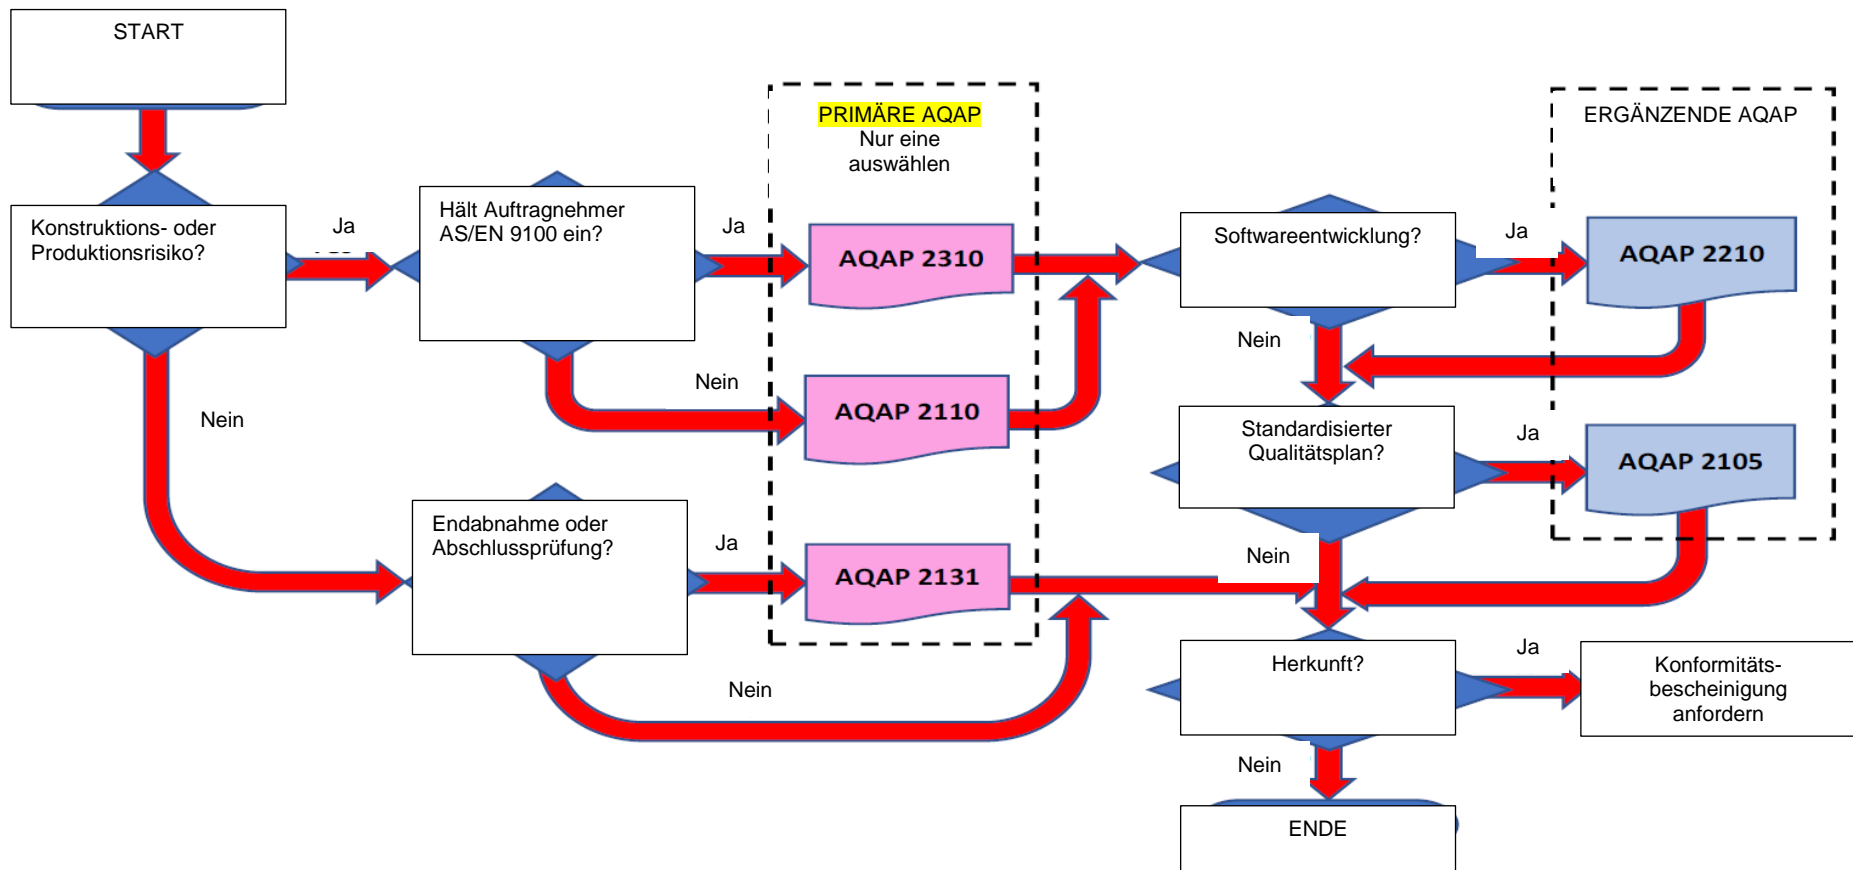 START
PRIMÄRE AQAP
Nur eine
auswählen
ERGÄNZENDE AQAP
Konstruktions- oder
Produktionsrisiko?
Ja
Hält Auftragnehmer
AS/EN 9100 ein?
Ja
AQAP 2310
Softwareentwicklung?
Ja
AQAP 2210
Nein
Nein
AQAP 2110
Nein
Standardisierter
Qualitätsplan?
Ja
AQAP 2105
Endabnahme oder
Abschlussprüfung?
Ja
AQAP 2131
Nein
Nein
Herkunft?
Ja
Konformitäts-
bescheinigung
anfordern
Nein
ENDE